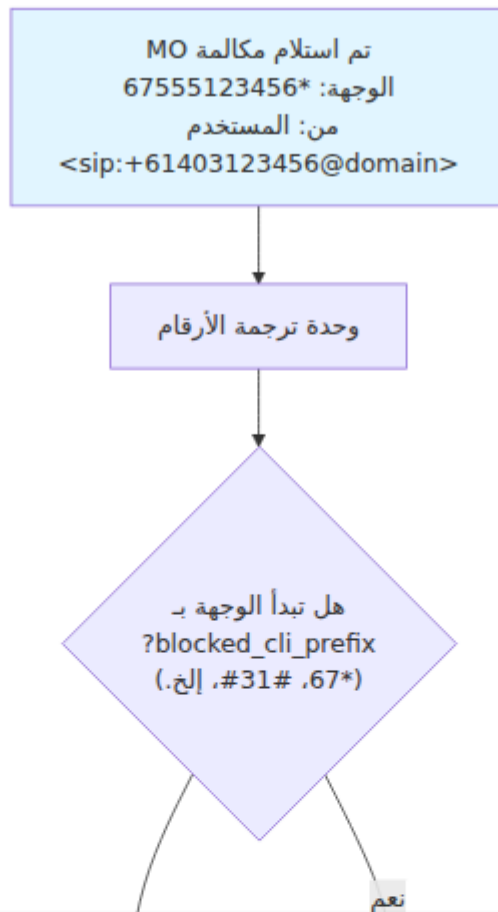 تم استلام مكالمة MO
الوجهة: *67555123456
من: المستخدم
<sip:+61403123456@domain>
وحدة ترجمة الأرقام
هل تبدأ الوجهة بـ
blocked_cli_prefix?
(*67، #31#، إلخ.)
نعم